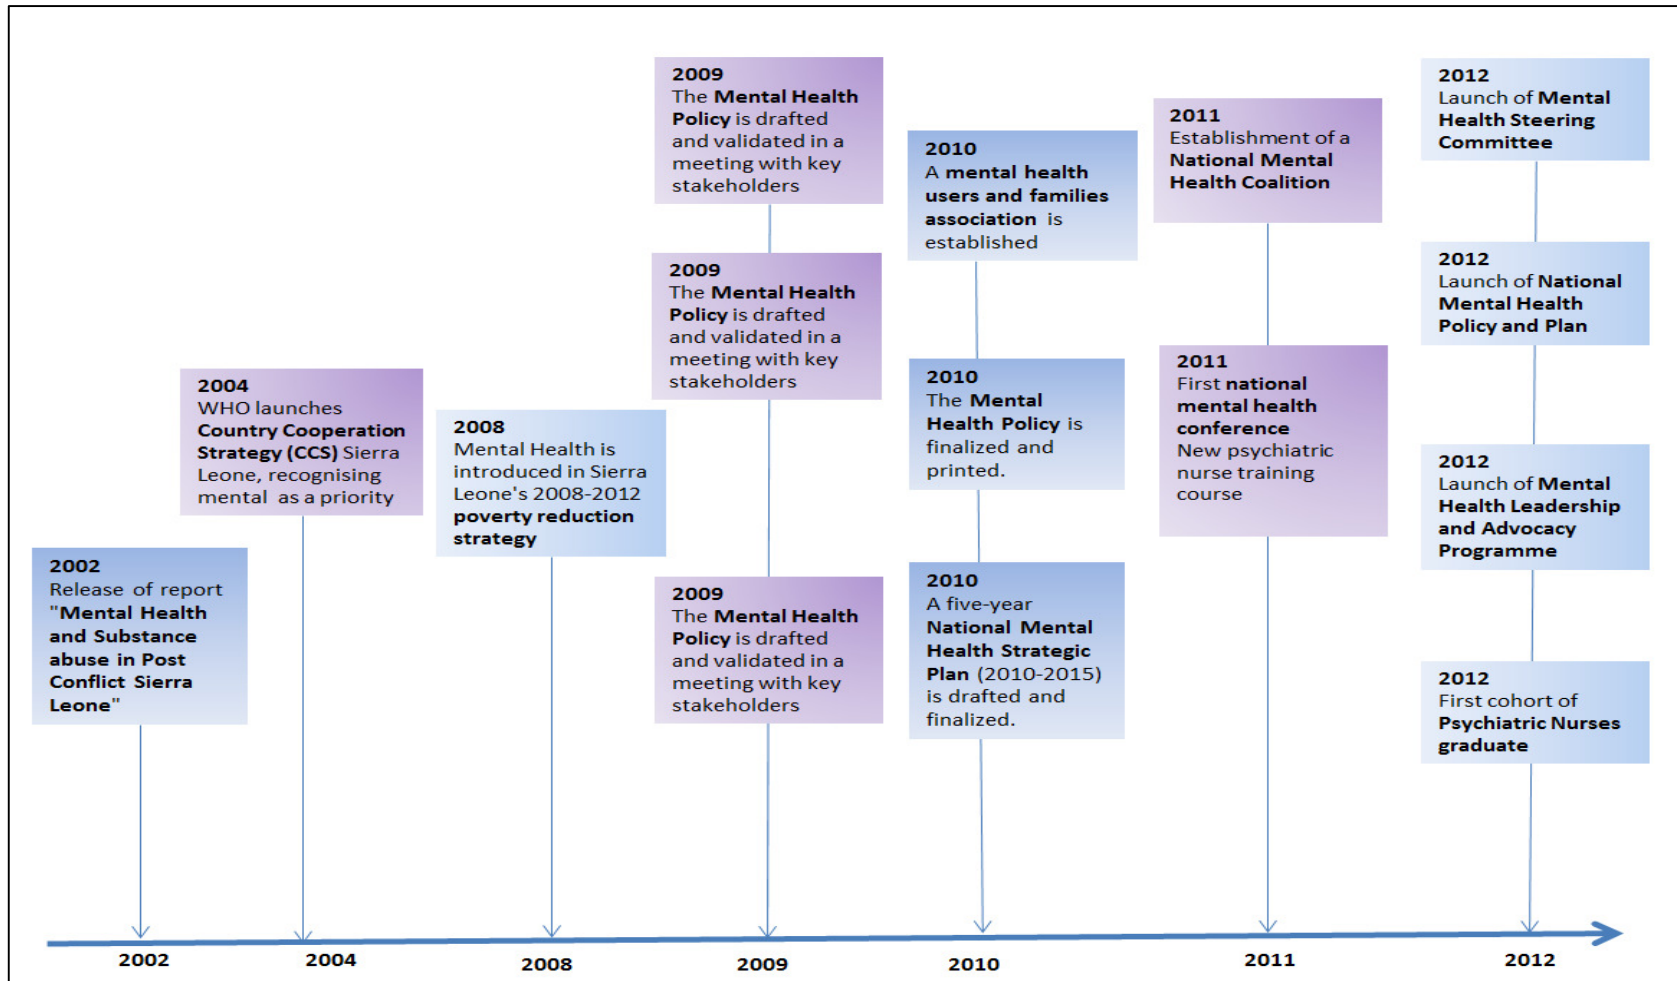 2002
Release of report
"Mental Health
and Substance
abuse in Post
Conflict Sierra
Leone"
2004
WHO launches
Country Cooperation
Strategy (CCS) Sierra
Leone, recognising
mental as a priority
2008
Mental Health is
introduced in Sierra
Leone's 2008-2012
poverty reduction
strategy
2009
The Mental Health
Policy is drafted
and validated in a
meeting with key
stakeholders
2009
The Mental Health
Policy is drafted
and validated in a
meeting with key
stakeholders
2009
The Mental Health
Policy is drafted
and validated in a
meeting with key
stakeholders
2010
A mental health
users and families
association is
established
2010
The Mental
Health Policy is
finalized and
printed.
2010
A five-year
National Mental
Health Strategic
Plan (2010-2015)
is drafted and
finalized.
2011
Establishment of a
National Mental
Health Coalition
2011
First national
mental health
conference
New psychiatric
nurse training
course
2012
Launch of Mental
Health Steering
Committee
2012
Launch of National
Mental Health
Policy and Plan
2012
Launch of Mental
Health Leadership
and Advocacy
Programme
2012
First cohort of
Psychiatric Nurses
graduate
2002
2004
2008
2009
2010
2011
2012